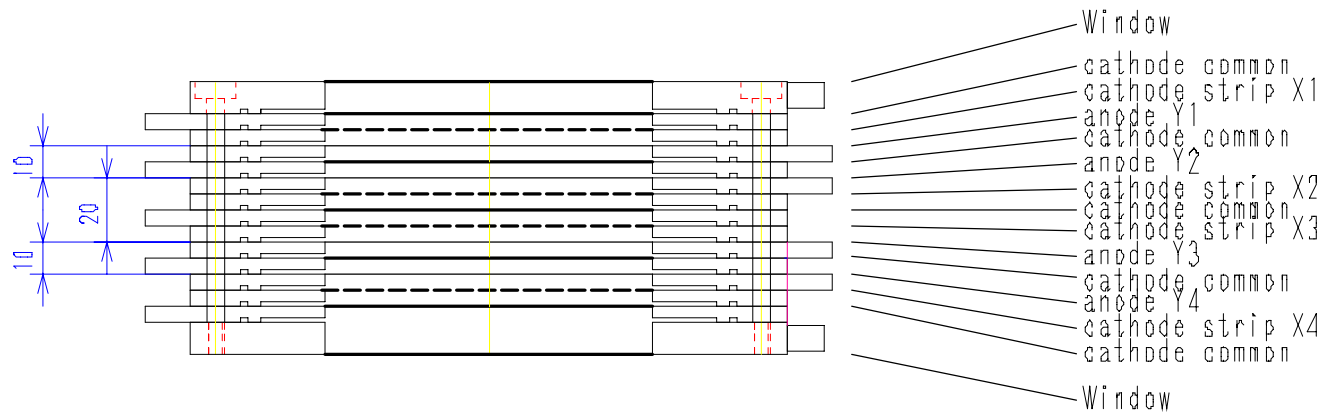 Window
cathode common
cathode strip X1
anode Y1
cathode common
anode Y2
cathode strip X2
cathode common
cathode strip X3
anode Y3
cathode common
anode Y4
cathode strip X4
cathode common
Window
10
20
10